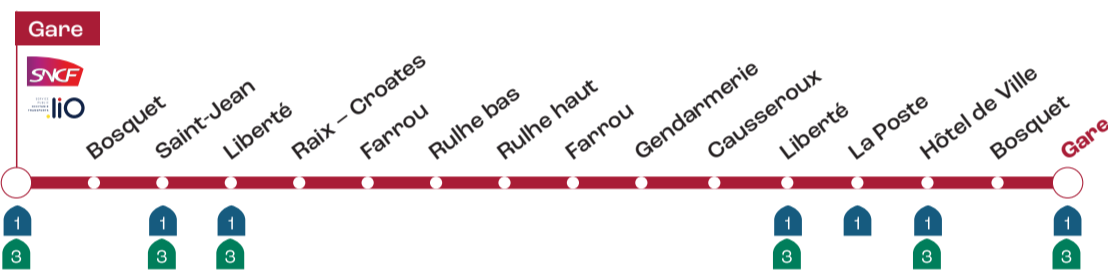 Gare
SNCF
liO
Bosquet
Saint-Jean
Liberté
Raix – Croates
Farrou
Rulhe bas
Rulhe haut
Farrou
Gendarmerie
Causseroux
Liberté
La Poste
Hôtel de Ville
Bosquet
Gare
1 1 1 1 1 1 1
3 3 3 3 3 3